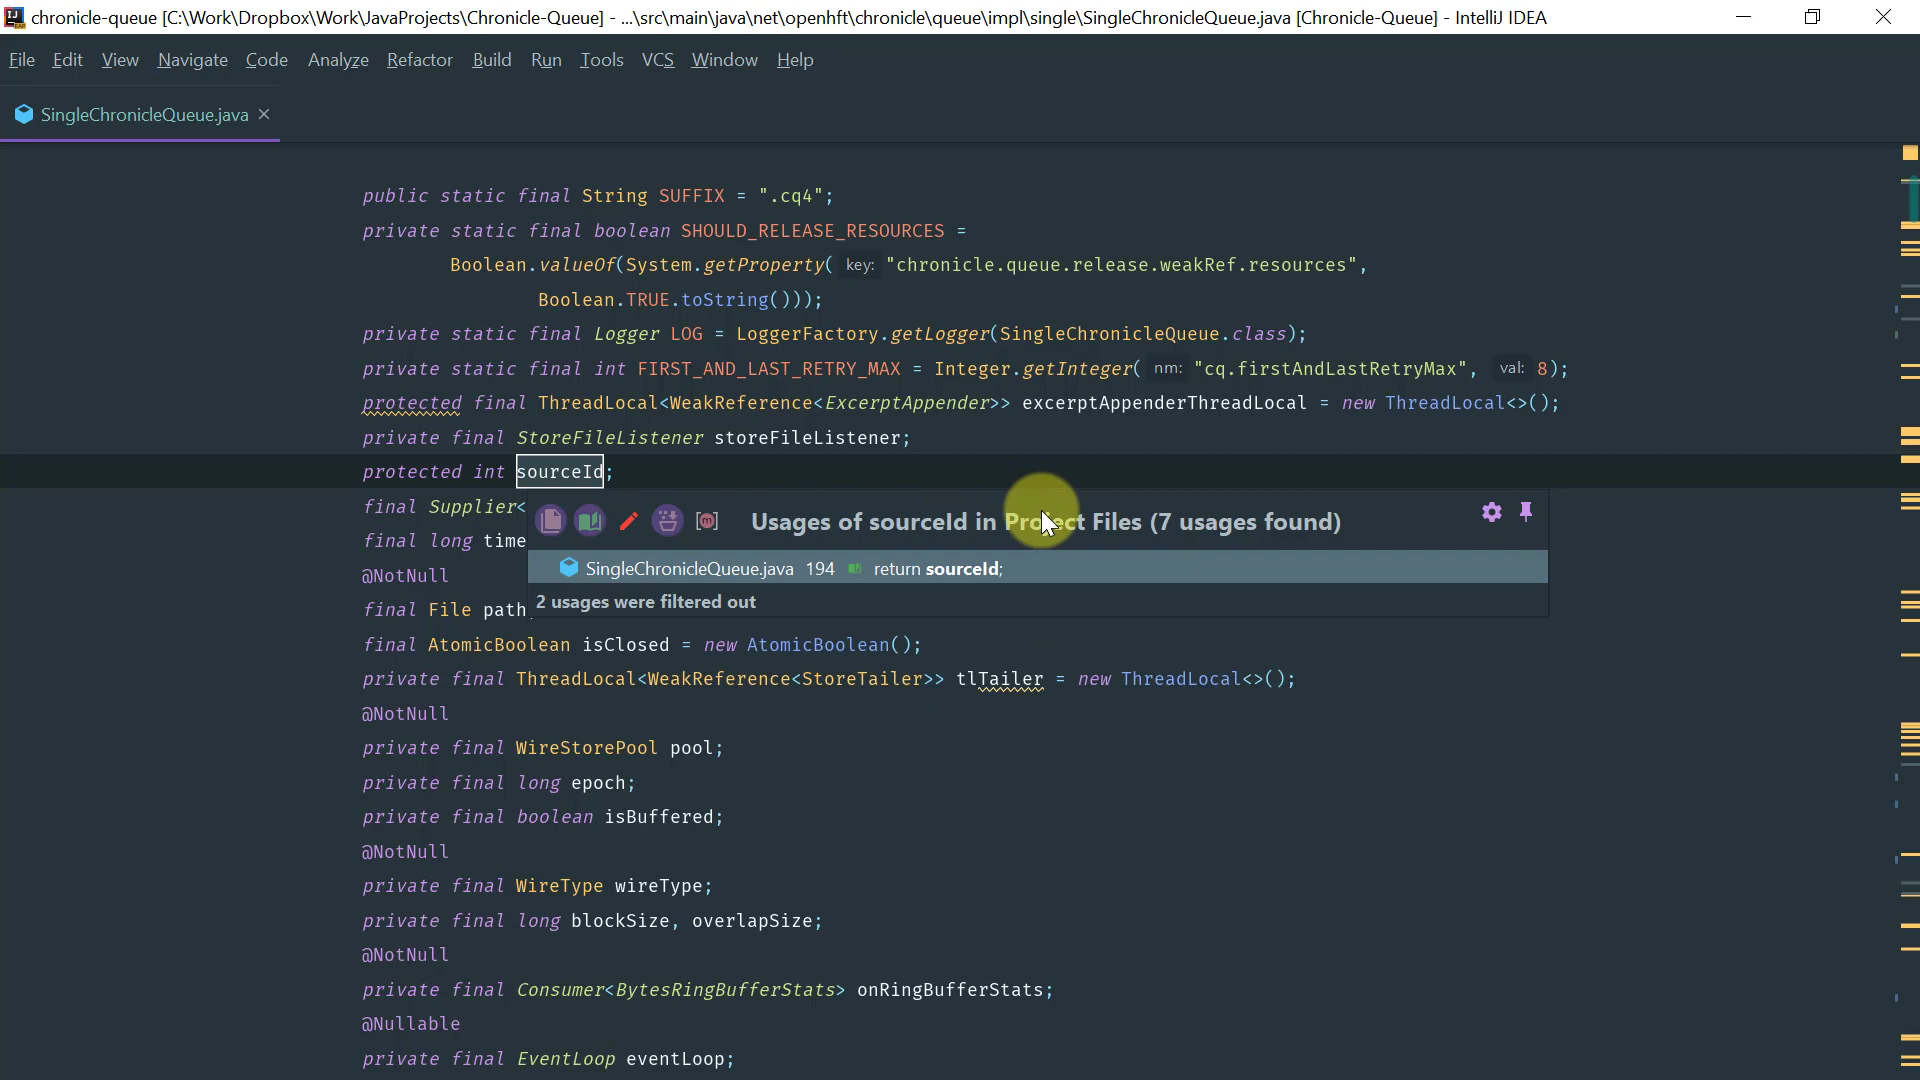 chronicle-queue [C:\Work\Dropbox\Work\JavaProjects\Chronicle-Queue] - ...\src\main\java\net\openhft\chronicle\queue\impl\single\SingleChronicleQueue.java [Chronicle-Queue] - IntelliJ IDEA
File Edit View Navigate Code Analyze Refactor Build Run Tools VCS Window Help
SingleChronicleQueue.java
public static final String SUFFIX = ".cq4";
private static final boolean SHOULD_RELEASE_RESOURCES =
Boolean.valueOf(System.getProperty( key: "chronicle.queue.release.weakRef.resources",
Boolean.TRUE.toString()));
private static final Logger LOG = LoggerFactory.getLogger(SingleChronicleQueue.class);
private static final int FIRST_AND_LAST_RETRY_MAX = Integer.getInteger( nm: "cq.firstAndLastRetryMax", val: 8);
protected final ThreadLocal<WeakReference<ExcerptAppender>> excerptAppenderThreadLocal = new ThreadLocal<>();
private final StoreFileListener storeFileListener;
protected int sourceId;
final Supplier<
Usages of sourceId in Project Files (7 usages found)
final long time
SingleChronicleQueue.java 194 return sourceId;
@NotNull
final File path
2 usages were filtered out
final AtomicBoolean isClosed = new AtomicBoolean();
private final ThreadLocal<WeakReference<StoreTailer>> tlTailer = new ThreadLocal<>();
@NotNull
private final WireStorePool pool;
private final long epoch;
private final boolean isBuffered;
@NotNull
private final WireType wireType;
private final long blockSize, overlapSize;
@NotNull
private final Consumer<BytesRingBufferStats> onRingBufferStats;
@Nullable
private final EventLoop eventLoop;